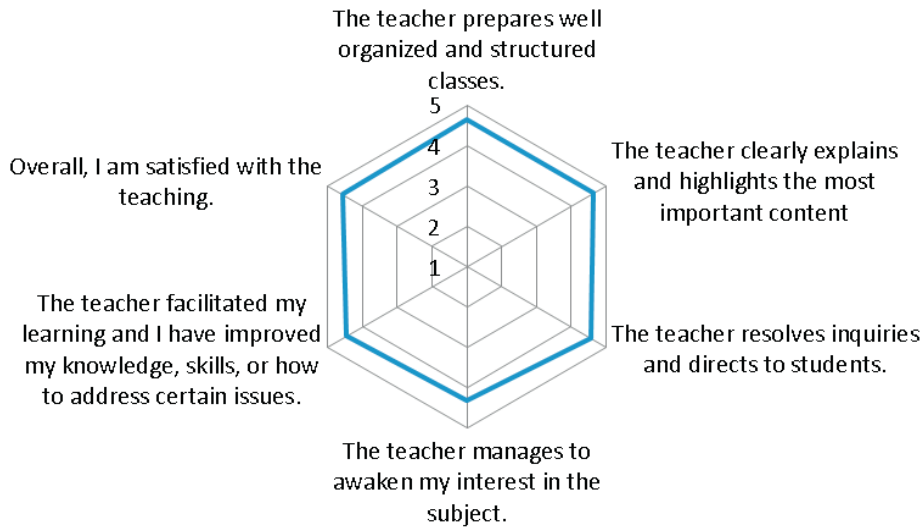 The teacher prepares well
organized and structured
classes.
5
4
3
2
1
The teacher clearly explains
and highlights the most
important content
The teacher resolves inquiries
and directs to students.
The teacher manages to
awaken my interest in the
subject.
The teacher facilitated my
learning and I have improved
my knowledge, skills, or how
to address certain issues.
Overall, I am satisfied with the
teaching.